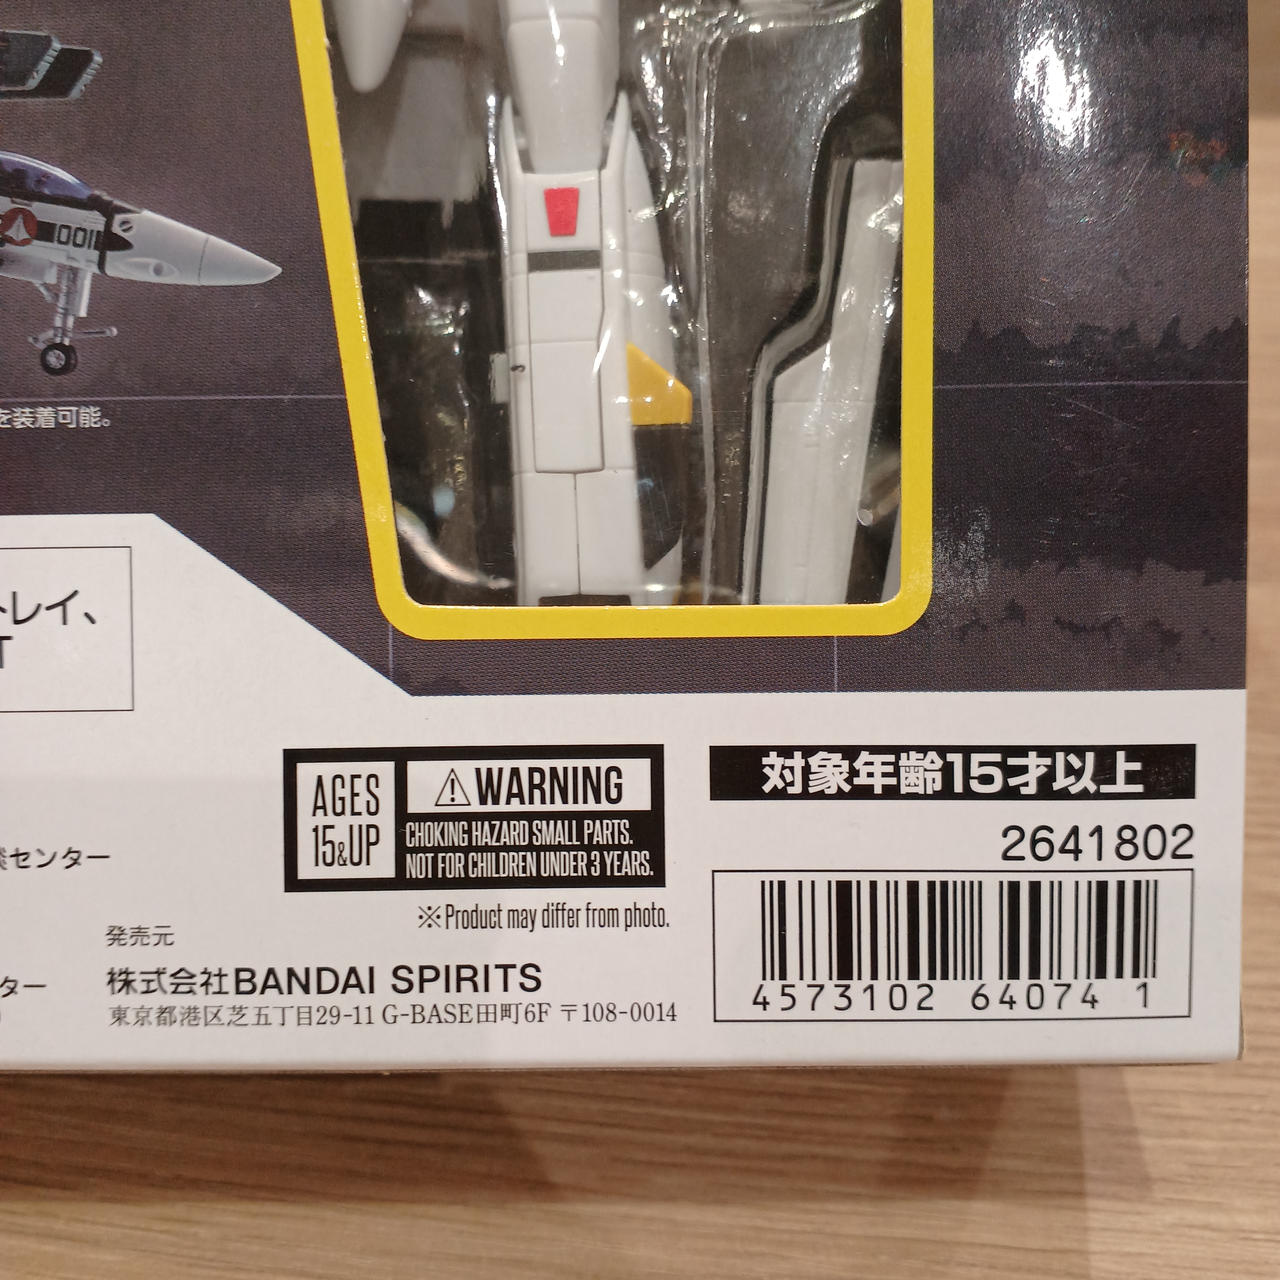 1001
を装着可能。
トレイ、
T
AGES
15&UP
⚠WARNING
CHOKING HAZARD SMALL PARTS.
NOT FOR CHILDREN UNDER 3 YEARS.
※Product may differ from photo.
対象年齢15才以上
2641802
4573102 640741
センター
ター
発売元
株式会社BANDAI SPIRITS
東京都港区芝五丁目29-11 G-BASE田町6F 〒108-0014